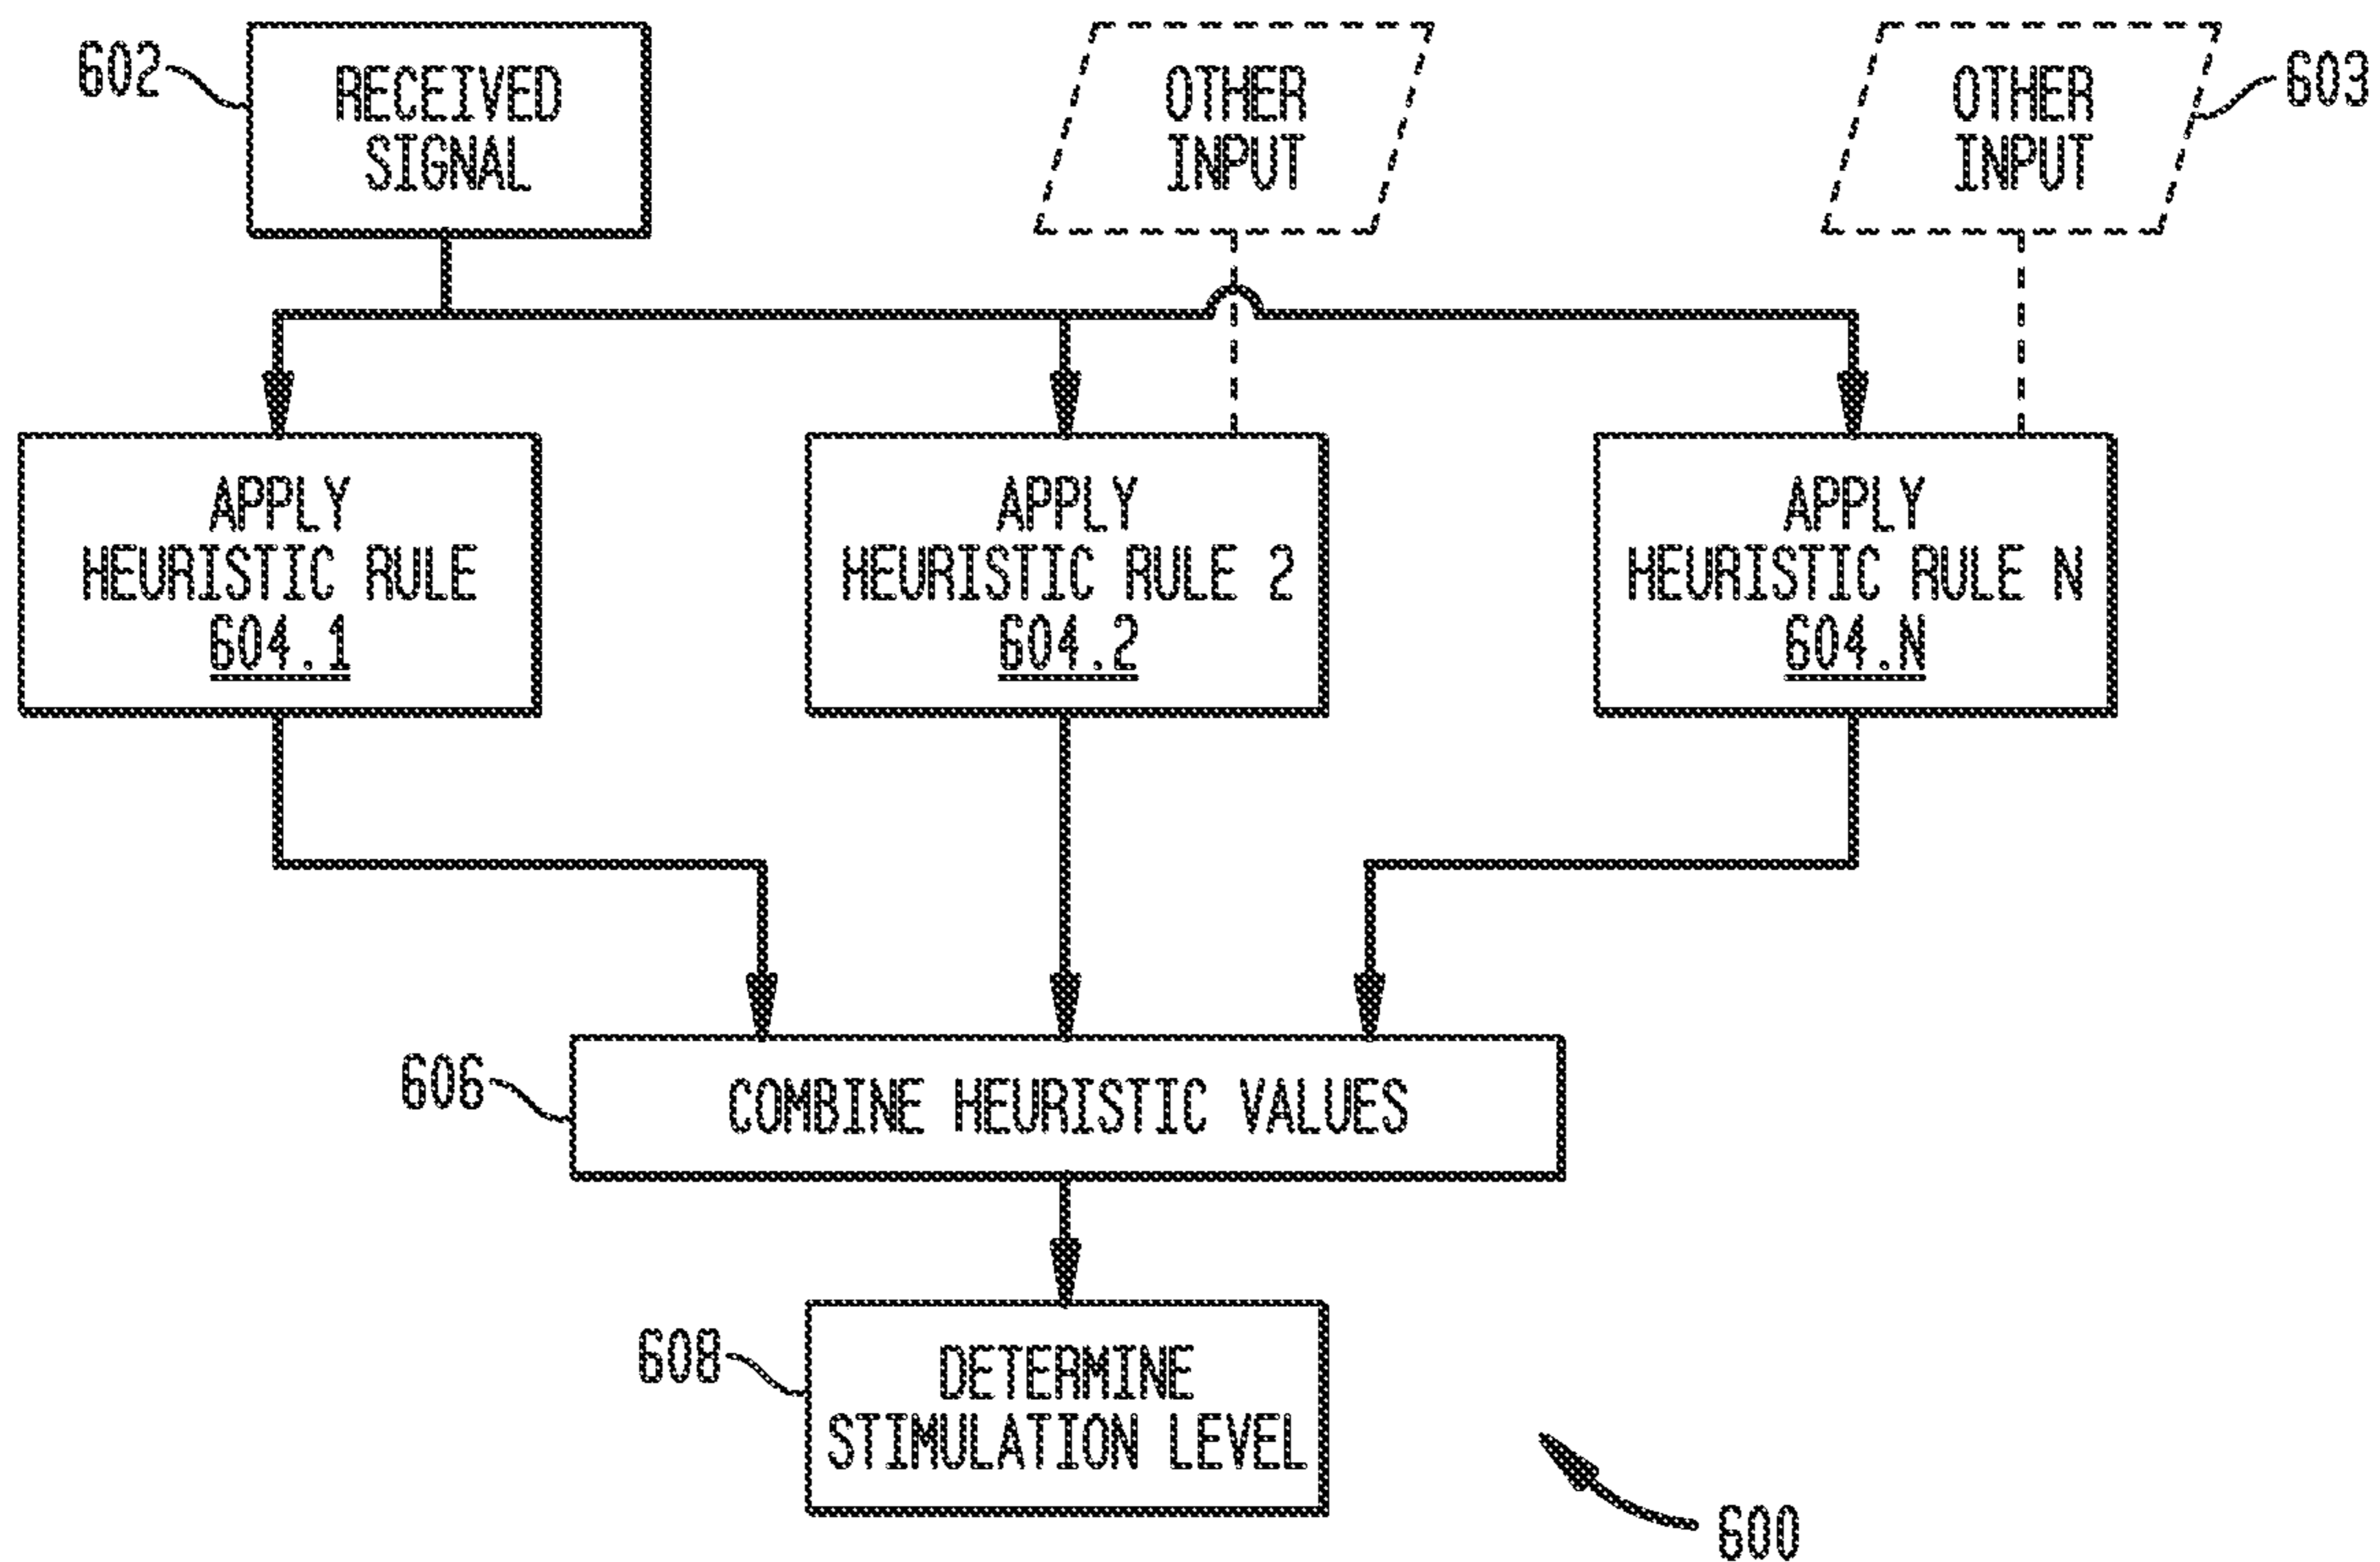 602
RECEIVED
SIGNAL
OTHER
INPUT
OTHER
INPUT
603
APPLY
HEURISTIC RULE
604.1
APPLY
HEURISTIC RULE 2
604.2
APPLY
HEURISTIC RULE N
604.N
606
COMBINE HEURISTIC VALUES
608
DETERMINE
STIMULATION LEVEL
600